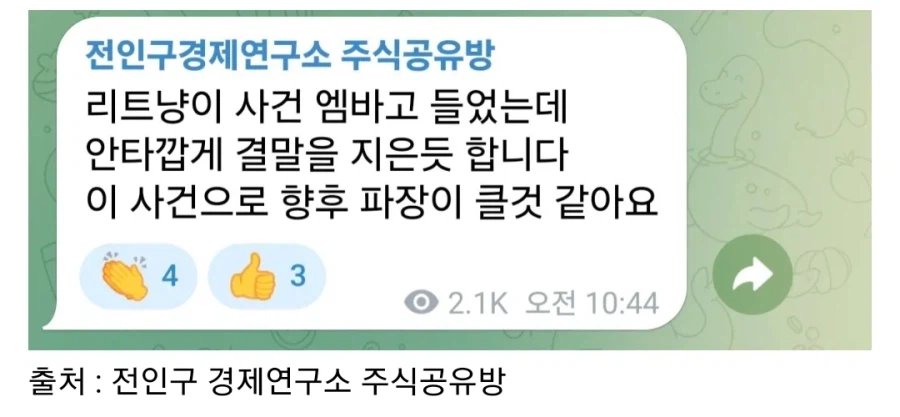 전인구경제연구소 주식공유방
리트냥이 사건 엠바고 들었는데
안타깝게 결말을 지은듯 합니다
이 사건으로 향후 파장이 클것 같아요
4 3
2.1K 오전 10:44
출처 : 전인구 경제연구소 주식공유방